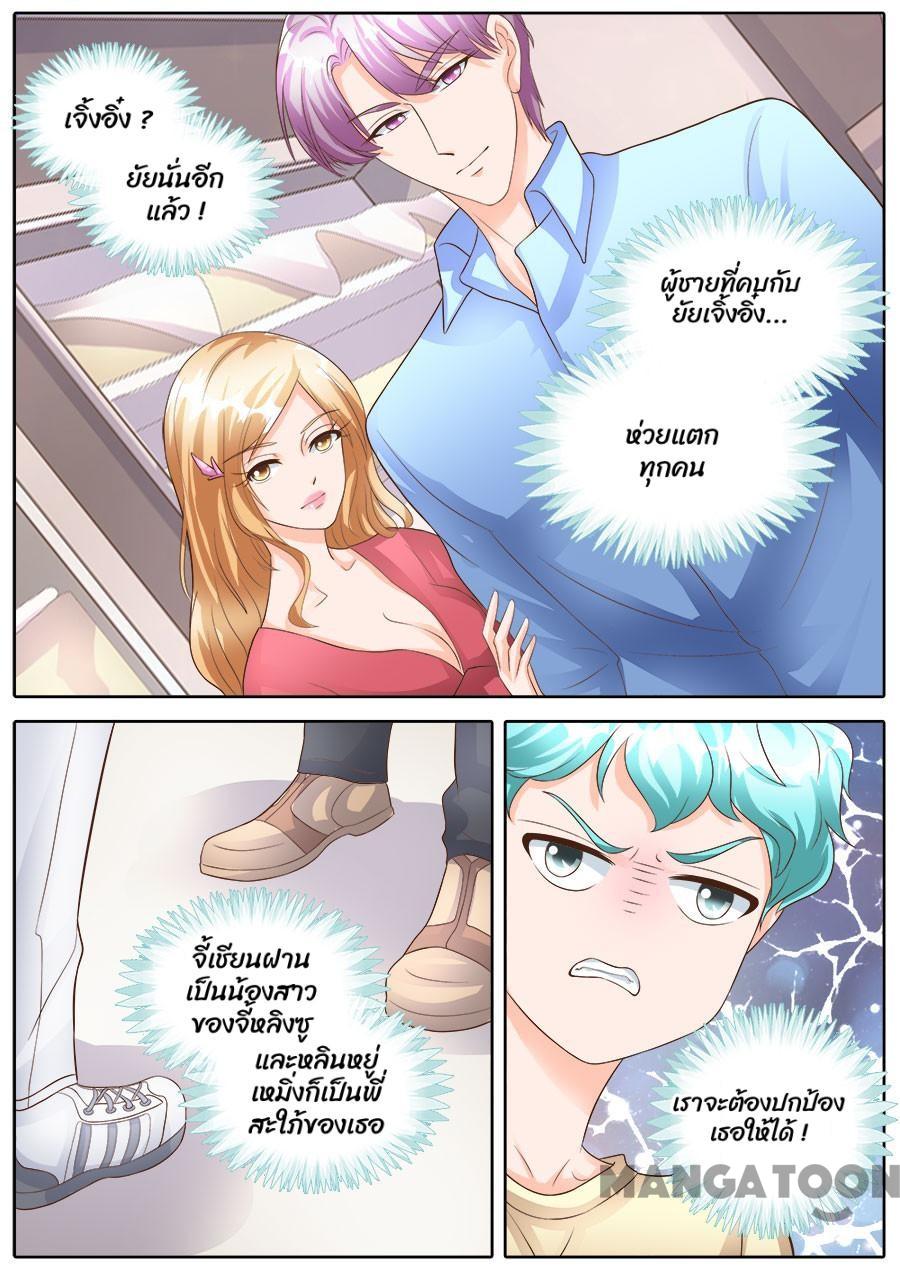 เจิ้งอิ๋ง ?
ยัยนั่นอีก
แล้ว !
ผู้ชายที่คบกับ
ยัยเจิ้งอิ๋ง...
ห่วยแตก
ทุกคน
จี้เชียนฝาน
เป็นน้องสาว
ของจี้หลิงซู
และหลินหยู่
เหมิ่งก็เป็นพี่
สะใภ้ของเธอ
เราจะต้องปกป้อง
เธอให้ได้ !
MANGATOON